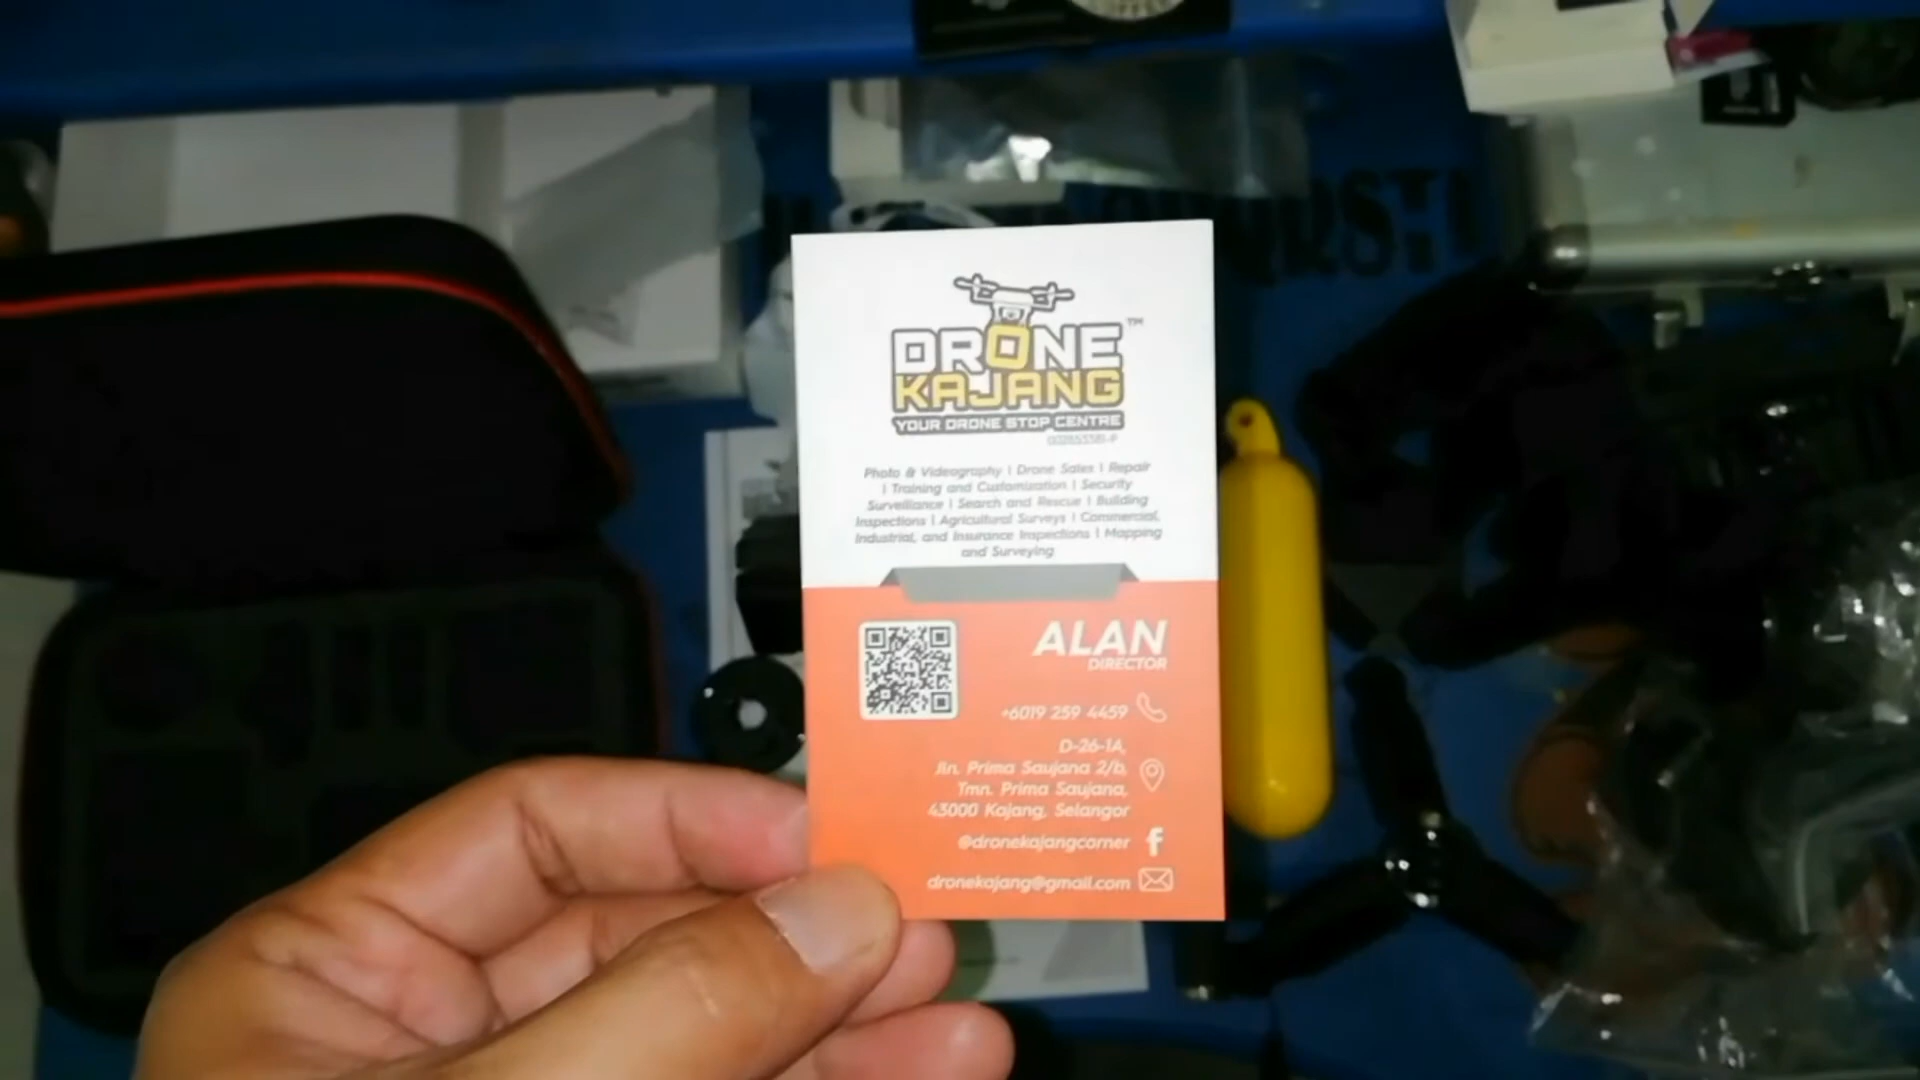 DRONE
KAJANG
TM
YOUR DRONE STOP CENTRE
Photo & Videography | Drone Sales | Repair
| Training and Customization | Security
Surveillance | Search and Rescue | Building
Inspections | Agricultural Surveys | Commercial,
Industrial, and Insurance Inspections | Mapping
and Surveying
ALAN
DIRECTOR
+6019 259 4459
D-26-1A,
Jln. Prima Saujana 2/b,
Tmn. Prima Saujana,
43000 Kajang, Selangor
@dronekajangcorner
dronekajang@gmail.com